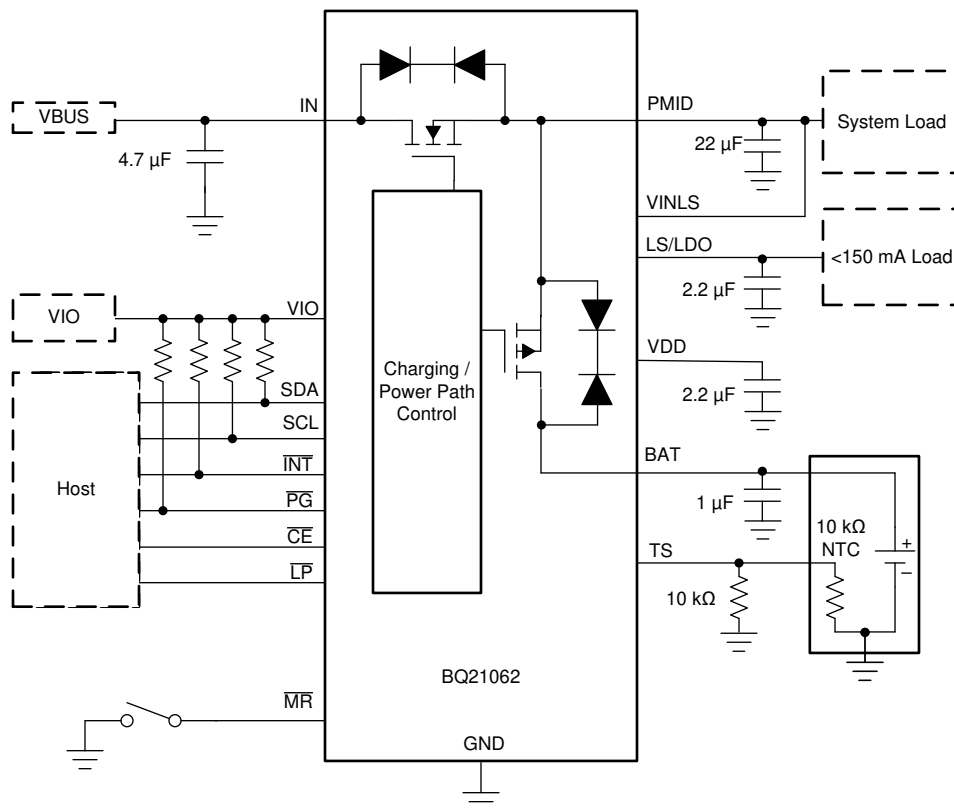 IN
PMID
VBUS
System Load
4.7 µF
22 µF
VINLS
LS/LDO
<150 mA Load
2.2 µF
VIO
VIO
VDD
Charging /
Power Path
Control
SDA
2.2 µF
SCL
BAT
INT
Host
1 µF
PG
10 kΩ
NTC
+
−
CE
TS
LP
10 kΩ
BQ21062
MR
GND